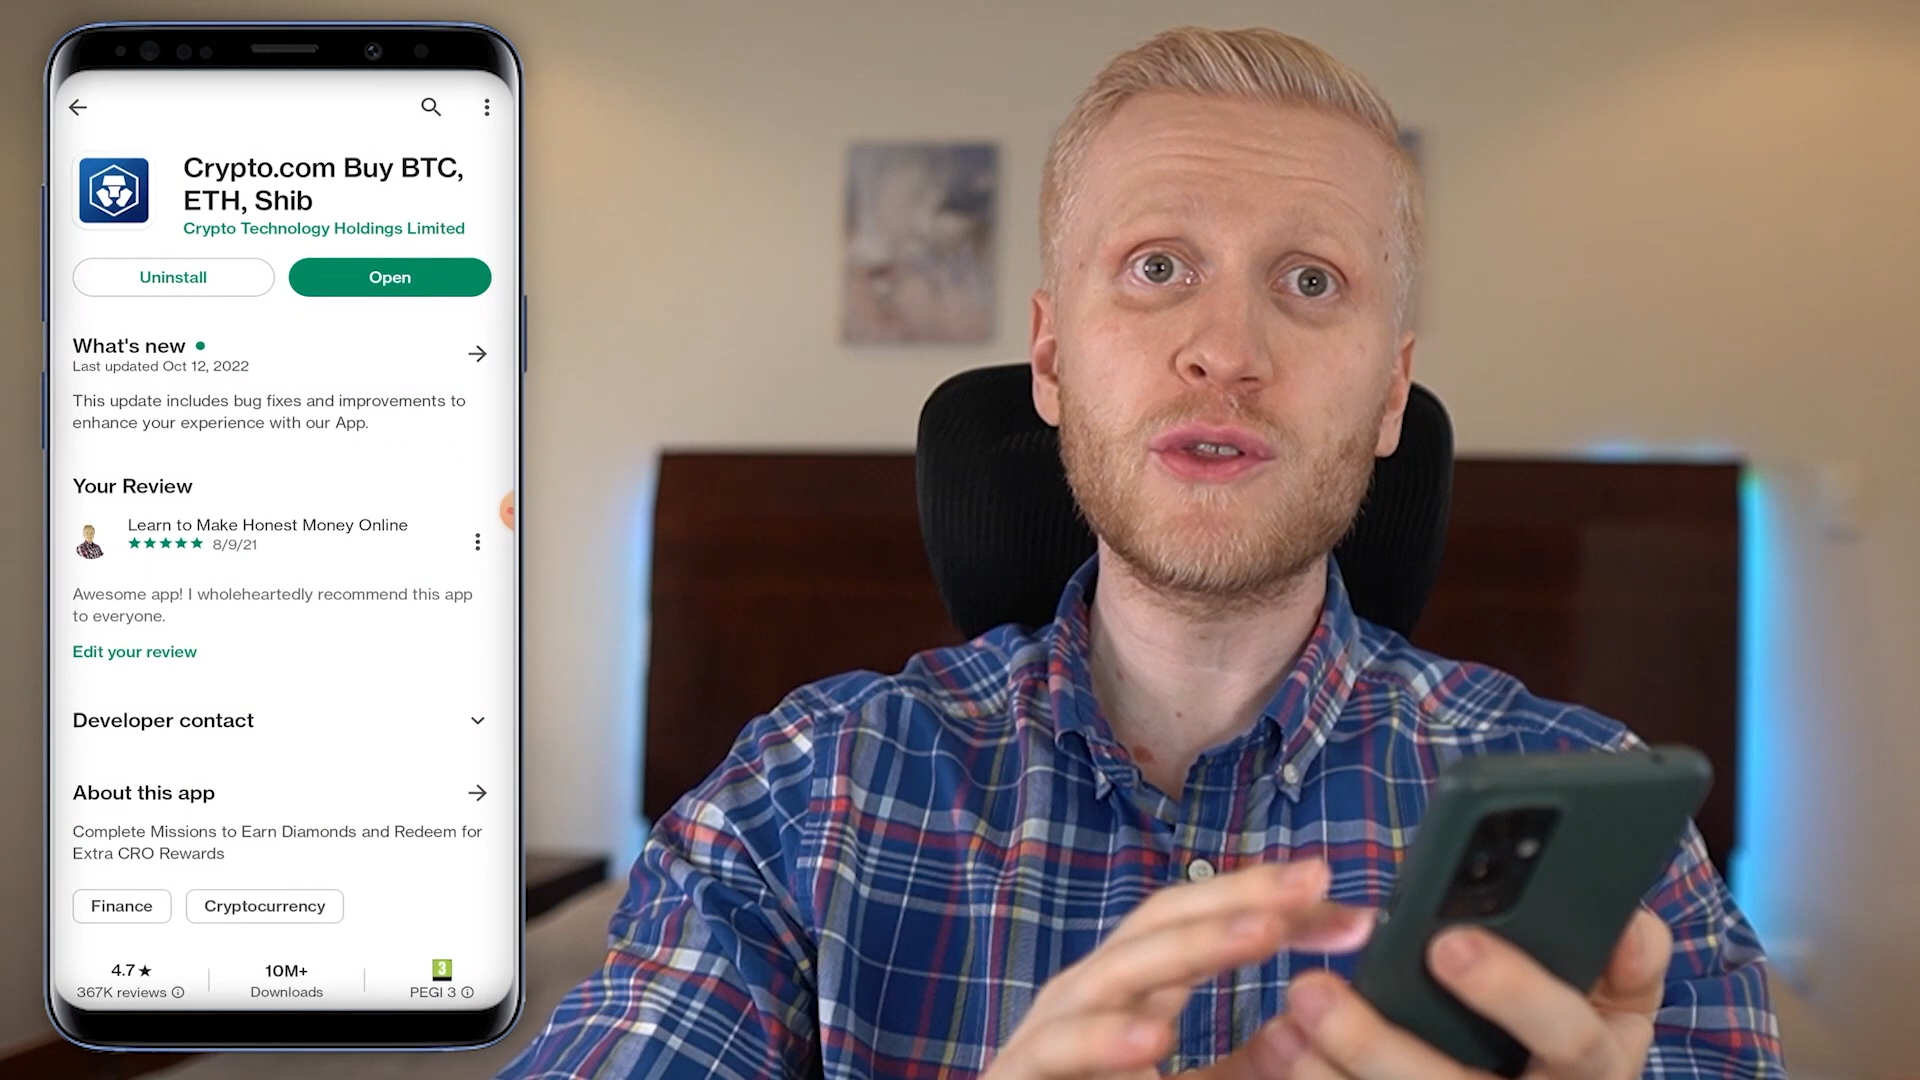 Crypto.com Buy BTC,
ETH, Shib
Crypto Technology Holdings Limited
Uninstall
Open
What's new
Last updated Oct 12, 2022
This update includes bug fixes and improvements to
enhance your experience with our App.
Your Review
Learn to Make Honest Money Online
8/9/21
Awesome app! I wholeheartedly recommend this app
to everyone.
Edit your review
Developer contact
About this app
Complete Missions to Earn Diamonds and Redeem for
Extra CRO Rewards
Finance
Cryptocurrency
4.7★
367K reviews
10M+
Downloads
3
PEGI 3